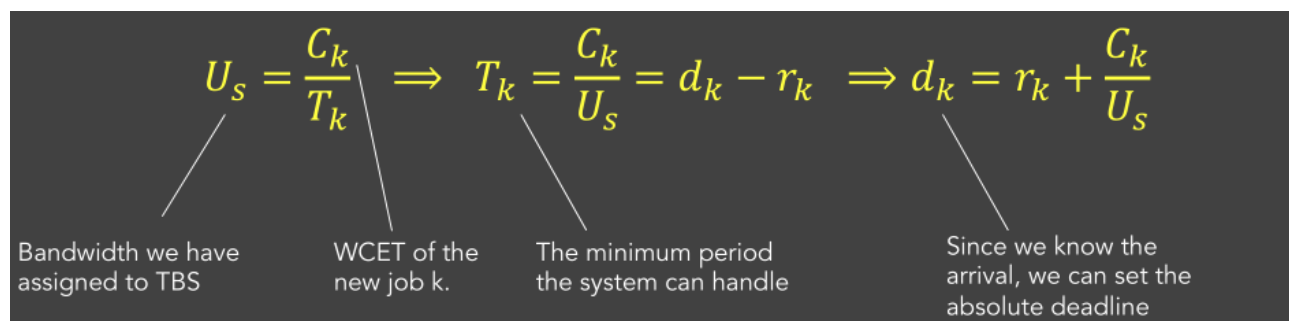 U_s = C_k / T_k ⟹ T_k = C_k / U_s = d_k − r_k ⟹ d_k = r_k + C_k / U_s
Bandwidth we have
assigned to TBS
WCET of the
new job k.
The minimum period
the system can handle
Since we know the
arrival, we can set the
absolute deadline